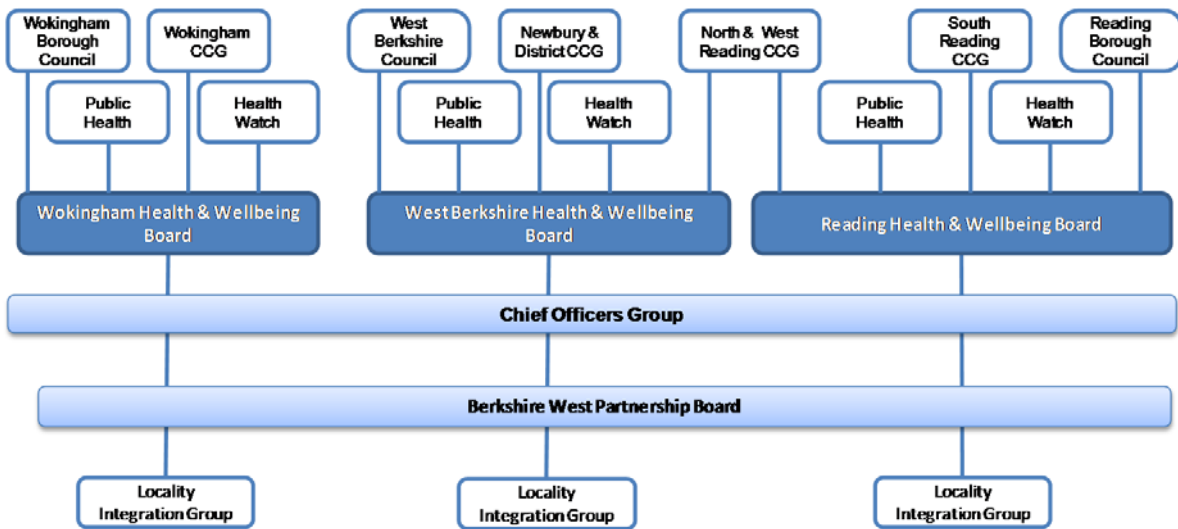 Wokingham
Borough
Council
Wokingham
CCG
West
Berkshire
Council
Newbury &
District CCG
North & West
Reading CCG
South
Reading
CCG
Reading
Borough
Council
Public
Health
Health
Watch
Public
Health
Health
Watch
Public
Health
Health
Watch
Wokingham Health & Wellbeing
Board
West Berkshire Health & Wellbeing
Board
Reading Health & Wellbeing Board
Chief Officers Group
Berkshire West Partnership Board
Locality
Integration Group
Locality
Integration Group
Locality
Integration Group